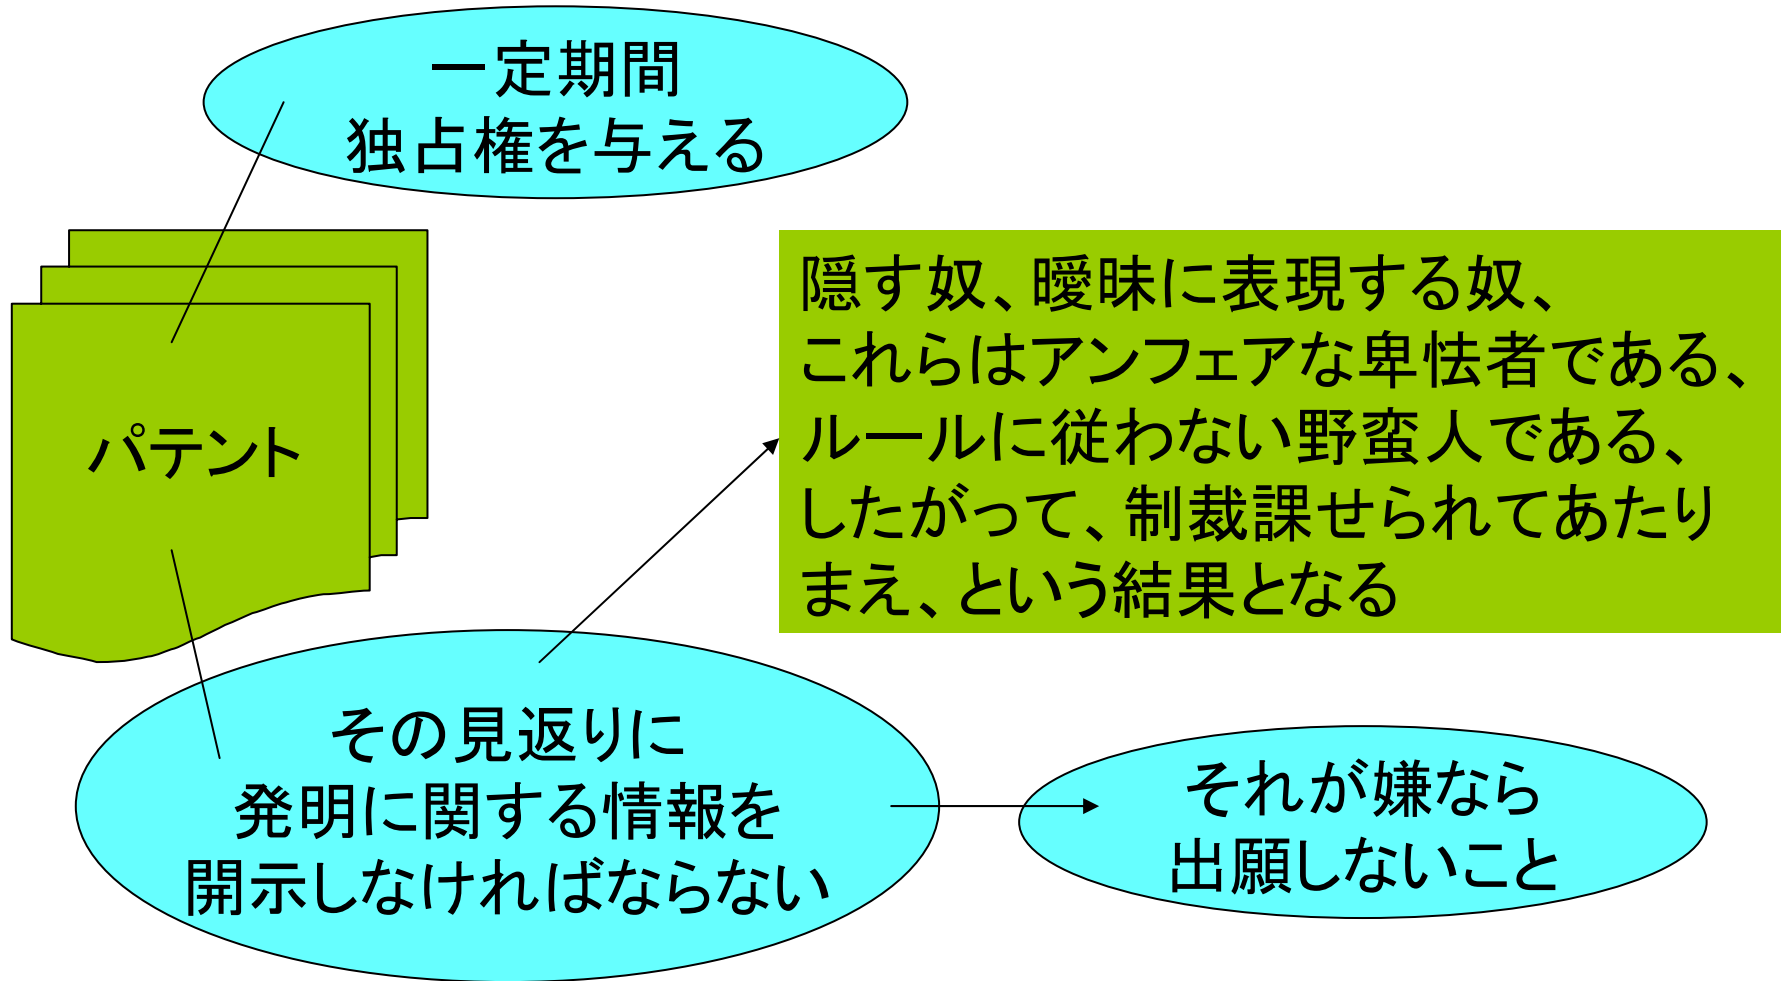 一定期間
独占権を与える
パテント
隠す奴、曖昧に表現する奴、
これらはアンフェアな卑怯者である、
ルールに従わない野蛮人である、
したがって、制裁課せられてあたり
まえ、という結果となる
その見返りに
発明に関する情報を
開示しなければならない
それが嫌なら
出願しないこと